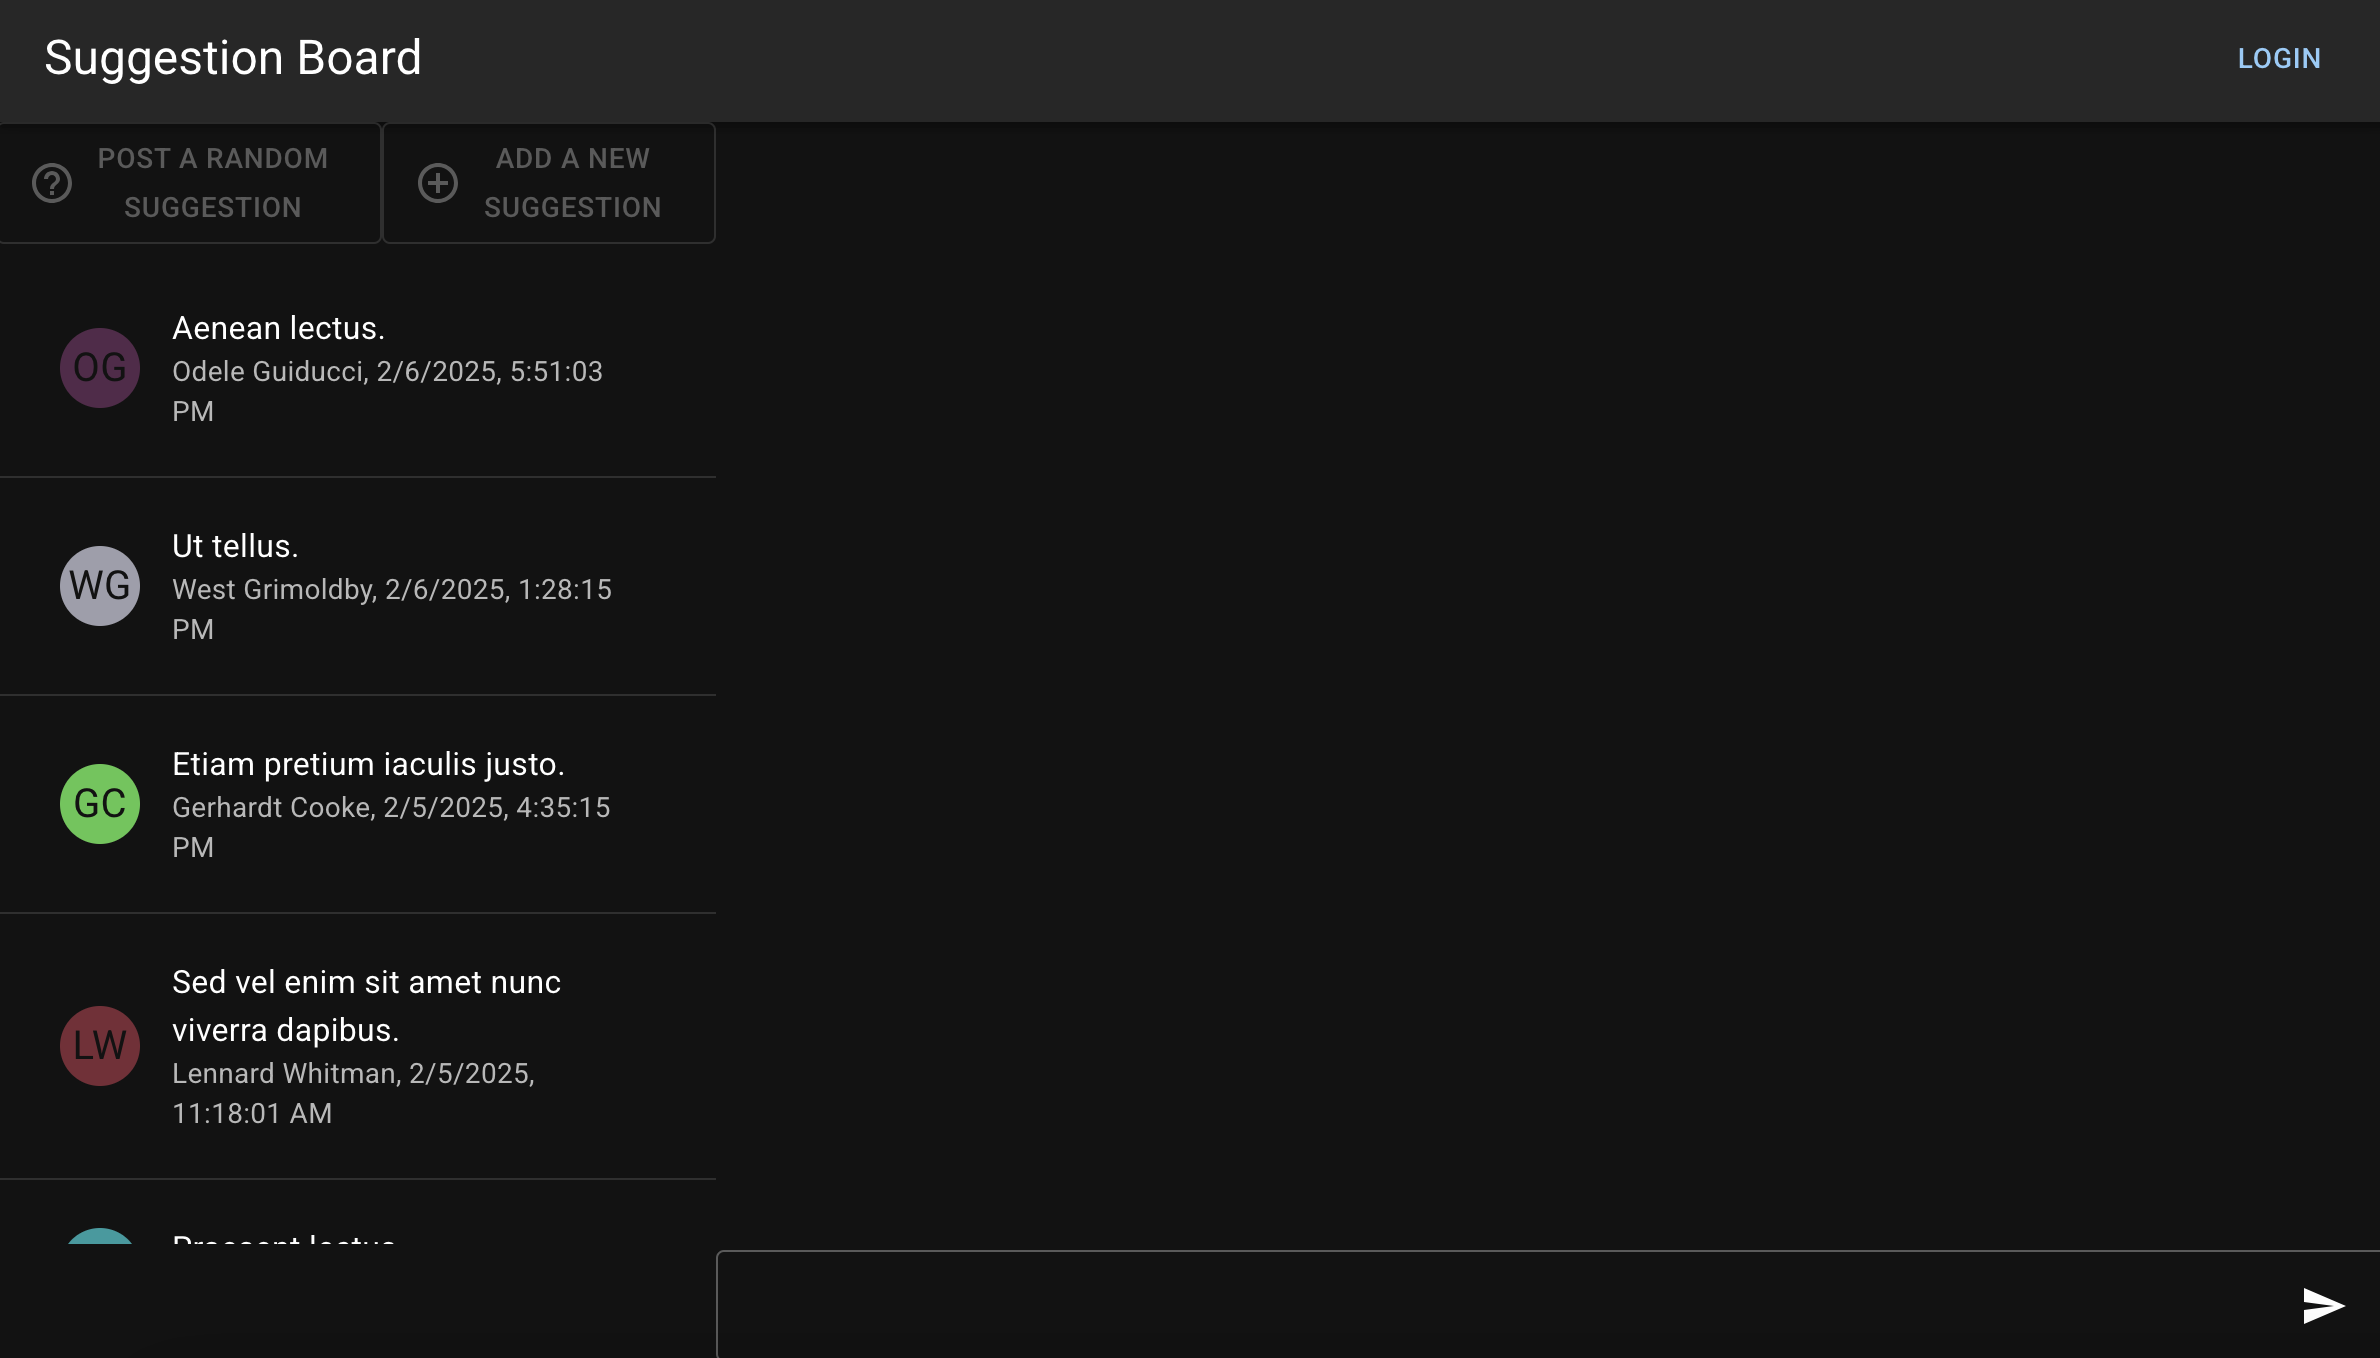 Suggestion Board
LOGIN
POST A RANDOM
SUGGESTION
ADD A NEW
SUGGESTION
OG
Aenean lectus.
Odele Guiducci, 2/6/2025, 5:51:03
PM
WG
Ut tellus.
West Grimoldby, 2/6/2025, 1:28:15
PM
GC
Etiam pretium iaculis justo.
Gerhardt Cooke, 2/5/2025, 4:35:15
PM
LW
Sed vel enim sit amet nunc
viverra dapibus.
Lennard Whitman, 2/5/2025,
11:18:01 AM
Praesent lectus.